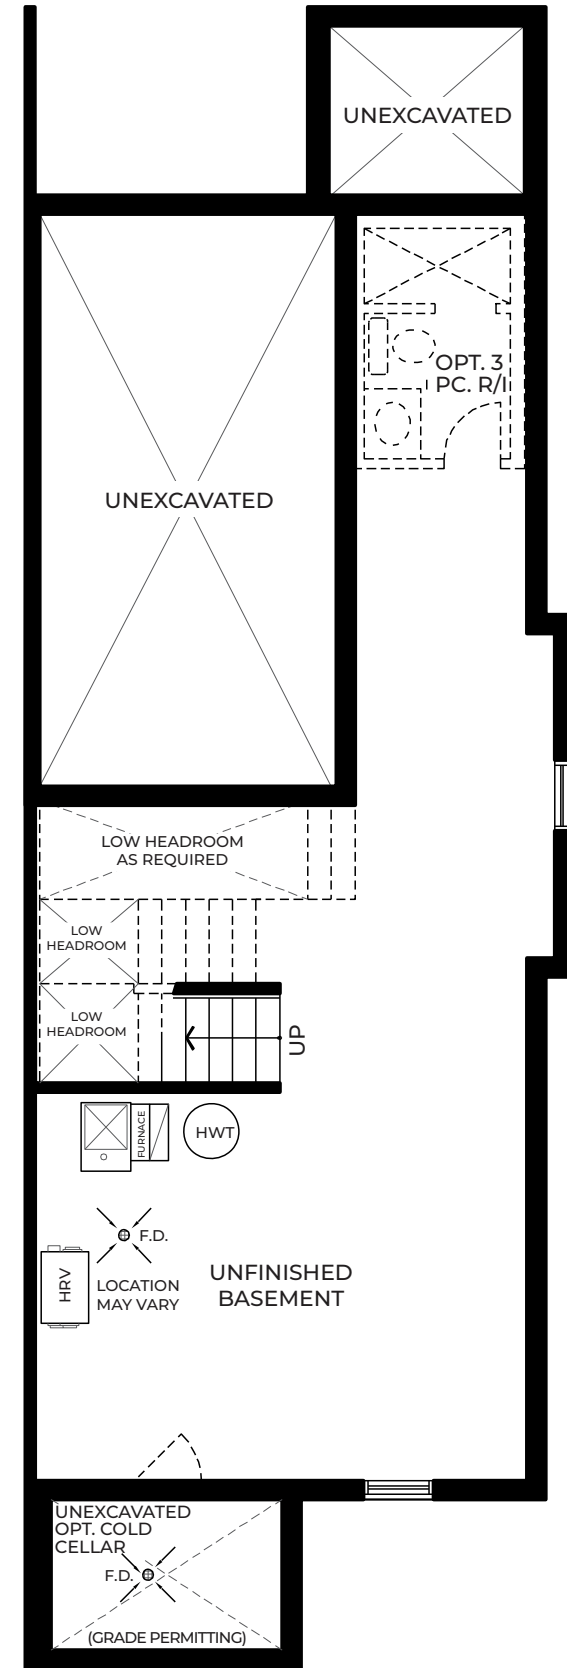 UNEXCAVATED
OPT. 3
PC. R/I
UNEXCAVATED
LOW HEADROOM
AS REQUIRED
LOW
HEADROOM
LOW
HEADROOM
UP
FURNACE
HWT
F.D.
HRV
LOCATION
MAY VARY
UNFINISHED
BASEMENT
UNEXCAVATED
OPT. COLD
CELLAR
F.D.
(GRADE PERMITTING)